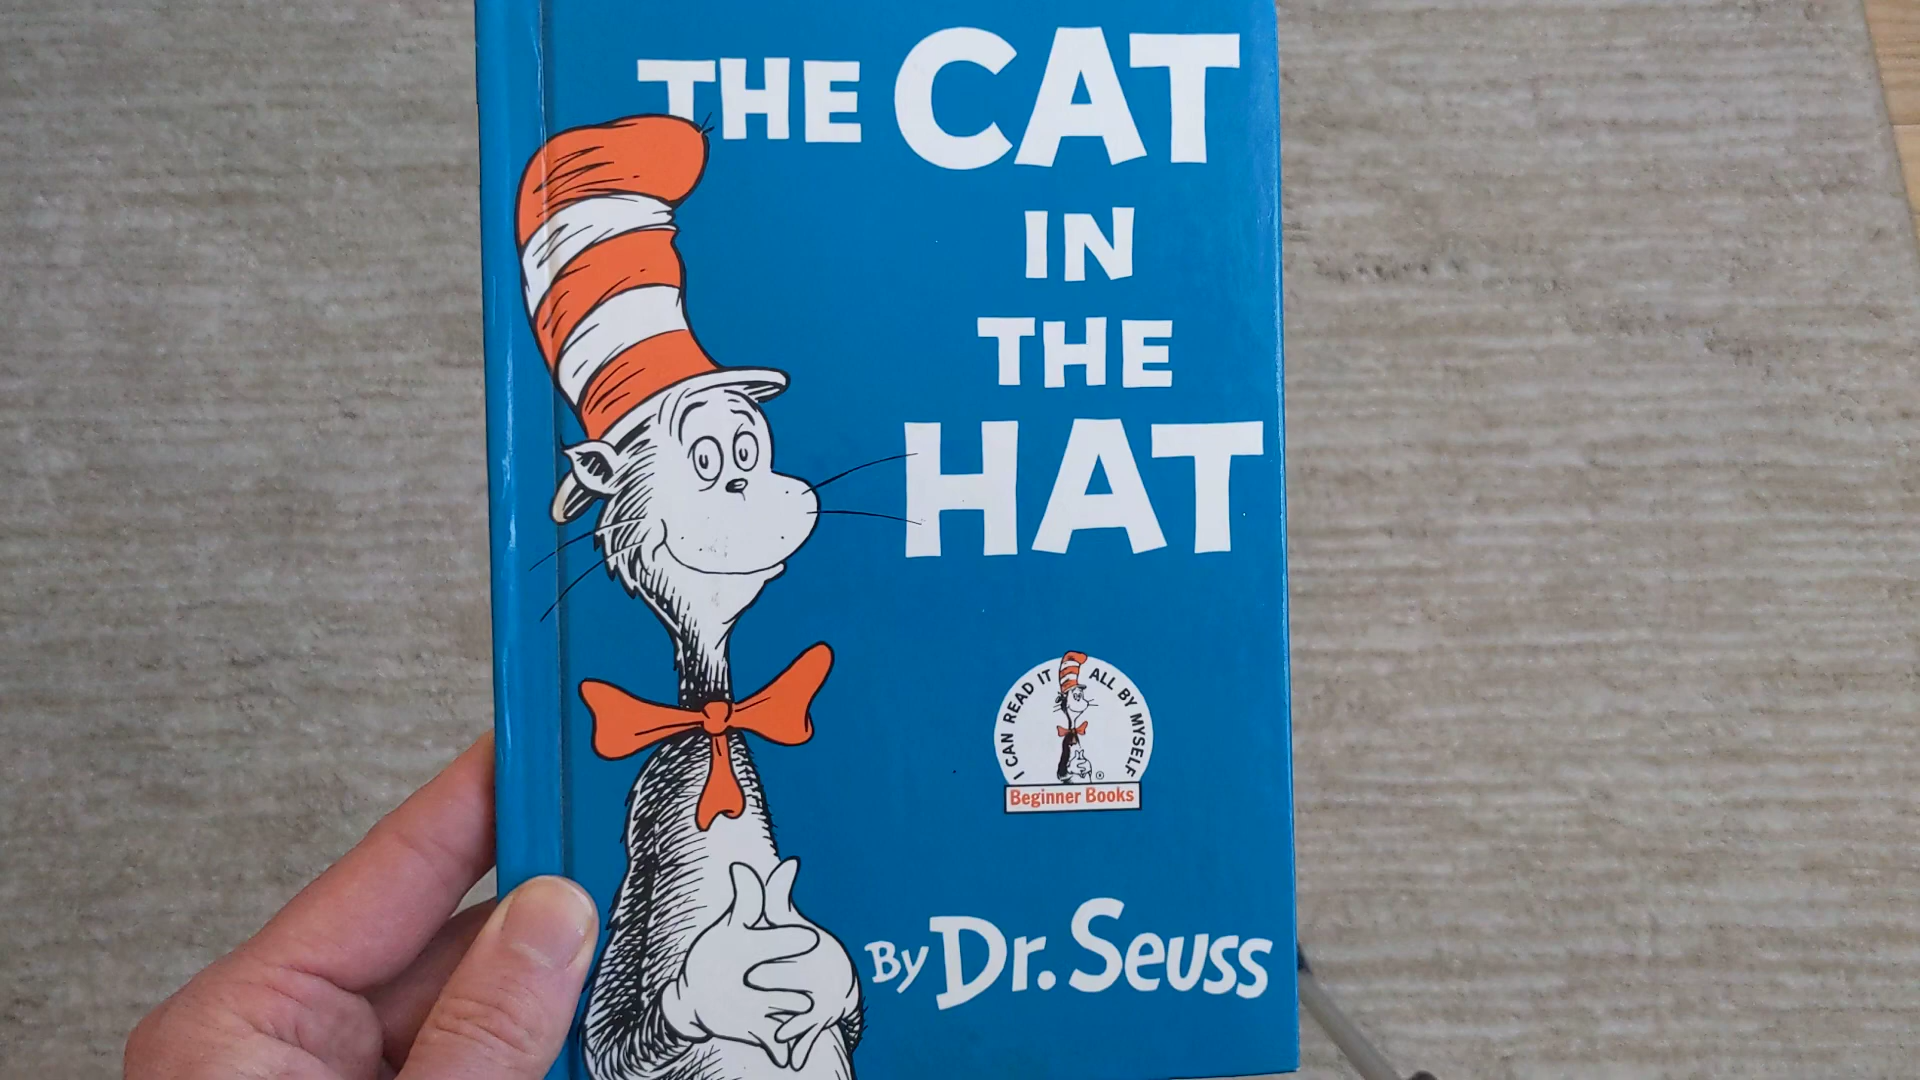 THE CAT
IN
THE
HAT
I CAN READ IT ALL BY MYSELF
®
Beginner Books
By Dr. Seuss